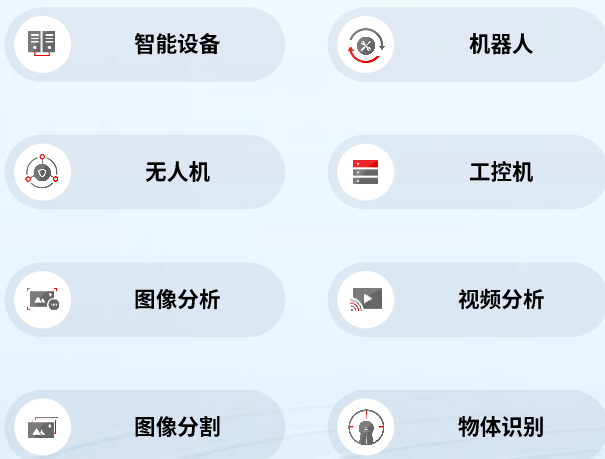 智能设备
机器人
无人机
工控机
图像分析
视频分析
图像分割
物体识别